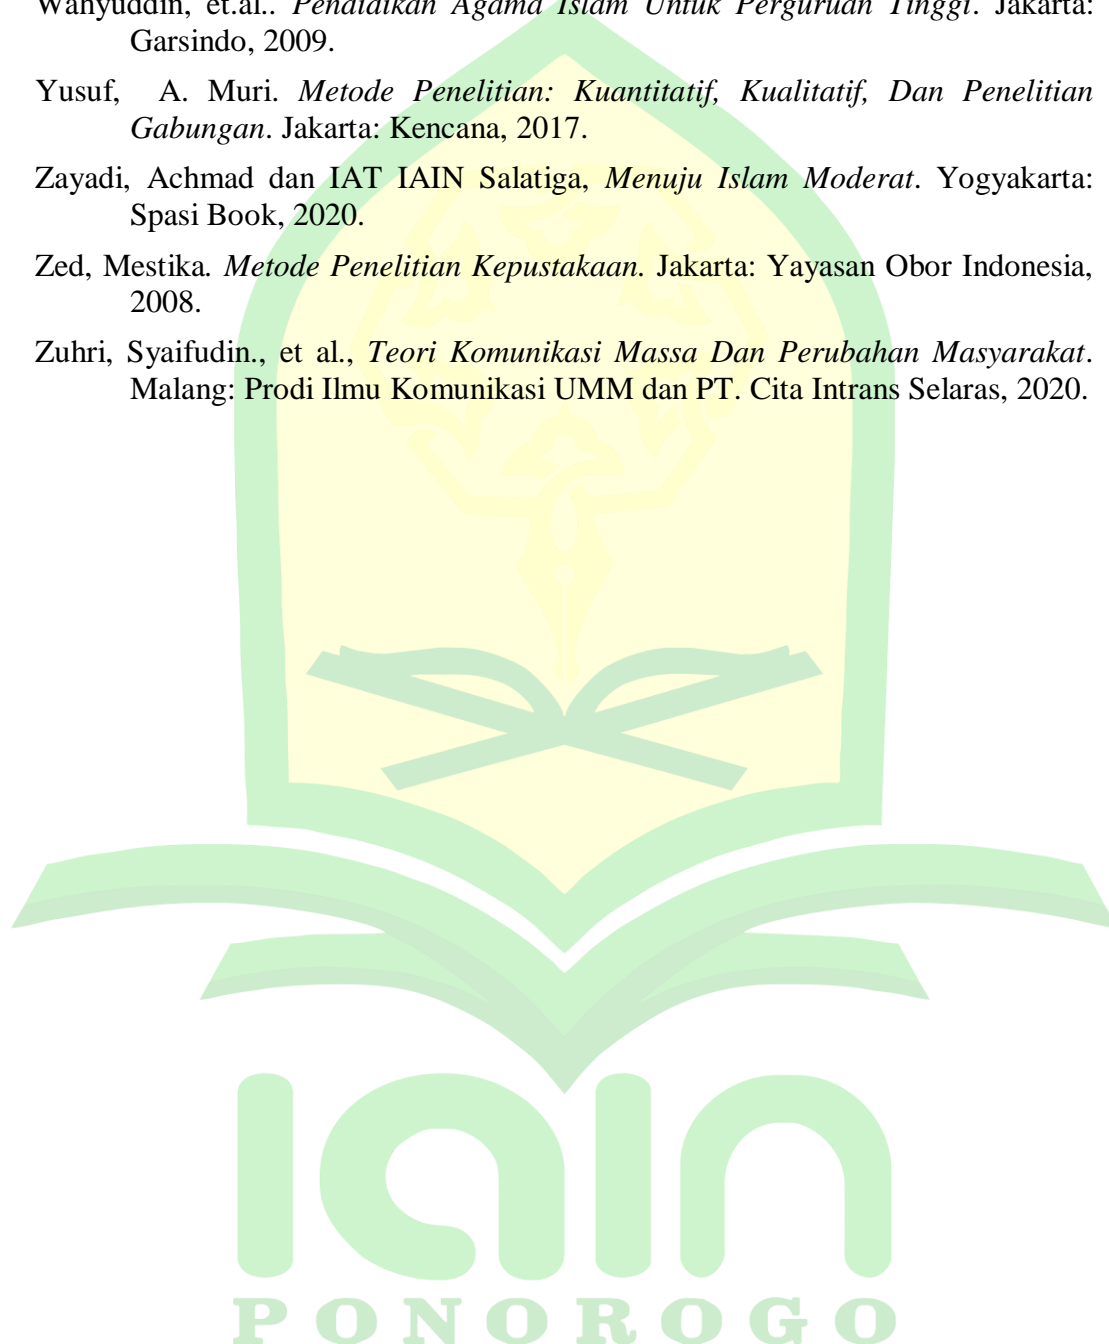 Wahyuddin, et.al.. Pendidikan Agama Islam Untuk Perguruan Tinggi. Jakarta:
Garsindo, 2009.
Yusuf, A. Muri. Metode Penelitian: Kuantitatif, Kualitatif, Dan Penelitian
Gabungan. Jakarta: Kencana, 2017.
Zayadi, Achmad dan IAT IAIN Salatiga, Menuju Islam Moderat. Yogyakarta:
Spasi Book, 2020.
Zed, Mestika. Metode Penelitian Kepustakaan. Jakarta: Yayasan Obor Indonesia,
2008.
Zuhri, Syaifudin., et al., Teori Komunikasi Massa Dan Perubahan Masyarakat.
Malang: Prodi Ilmu Komunikasi UMM dan PT. Cita Intrans Selaras, 2020.
IAIN
PONOROGO